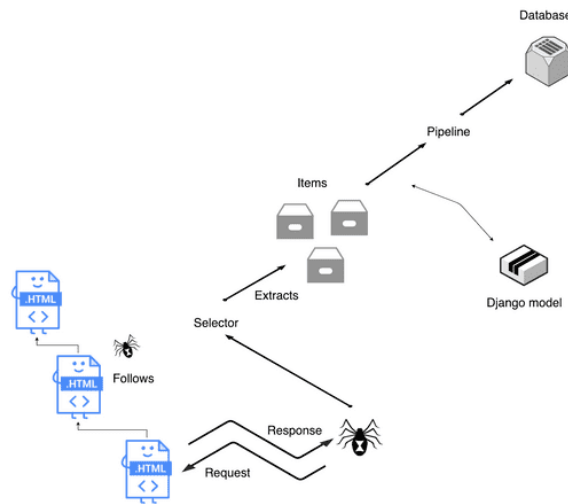 Database
Pipeline
Items
Django model
Extracts
Selector
.HTML
Follows
.HTML
Response
.HTML
Request